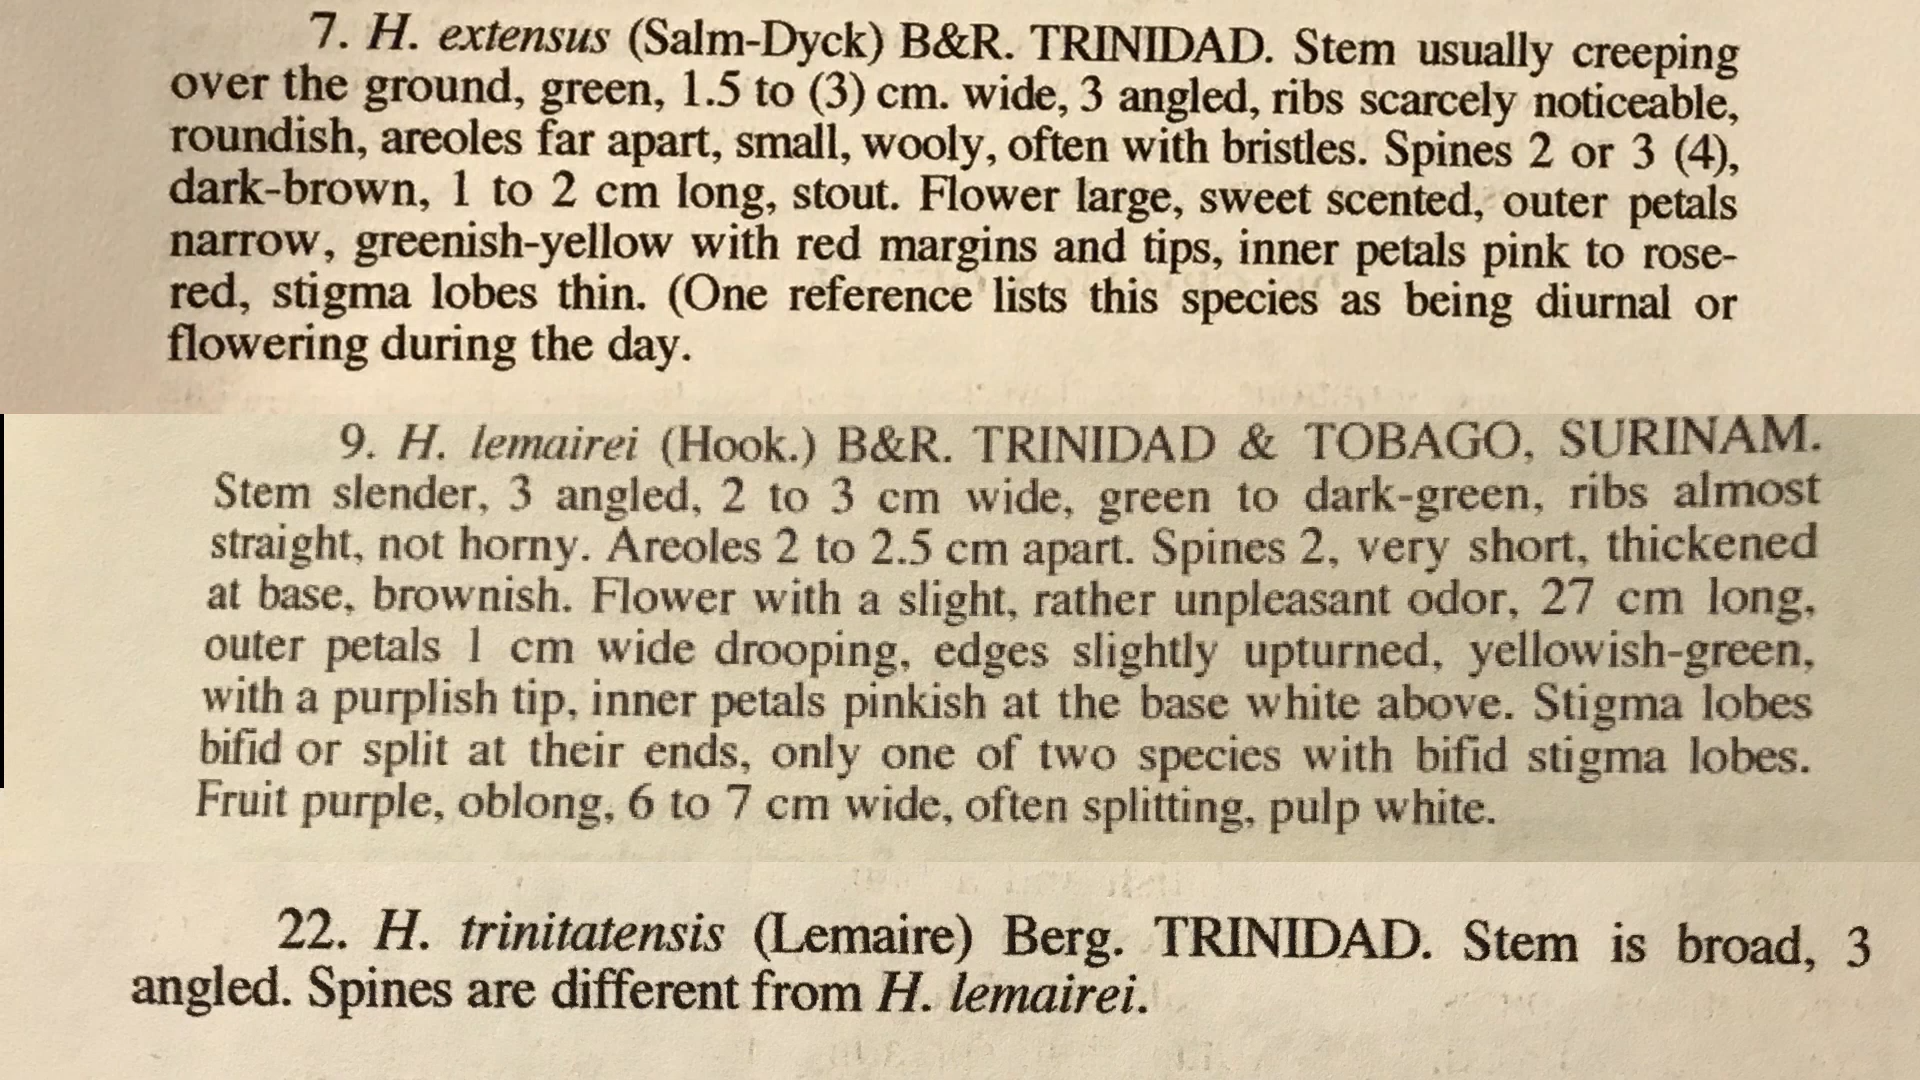 7. H. extensus (Salm-Dyck) B&R. TRINIDAD. Stem usually creeping
over the ground, green, 1.5 to (3) cm. wide, 3 angled, ribs scarcely noticeable,
roundish, areoles far apart, small, wooly, often with bristles. Spines 2 or 3 (4),
dark-brown, 1 to 2 cm long, stout. Flower large, sweet scented, outer petals
narrow, greenish-yellow with red margins and tips, inner petals pink to rose-
red, stigma lobes thin. (One reference lists this species as being diurnal or
flowering during the day.
9. H. lemairei (Hook.) B&R. TRINIDAD & TOBAGO, SURINAM.
Stem slender, 3 angled, 2 to 3 cm wide, green to dark-green, ribs almost
straight, not horny. Areoles 2 to 2.5 cm apart. Spines 2, very short, thickened
at base, brownish. Flower with a slight, rather unpleasant odor, 27 cm long,
outer petals 1 cm wide drooping, edges slightly upturned, yellowish-green,
with a purplish tip, inner petals pinkish at the base white above. Stigma lobes
bifid or split at their ends, only one of two species with bifid stigma lobes.
Fruit purple, oblong, 6 to 7 cm wide, often splitting, pulp white.
22. H. trinitatensis (Lemaire) Berg. TRINIDAD. Stem is broad, 3
angled. Spines are different from H. lemairei.